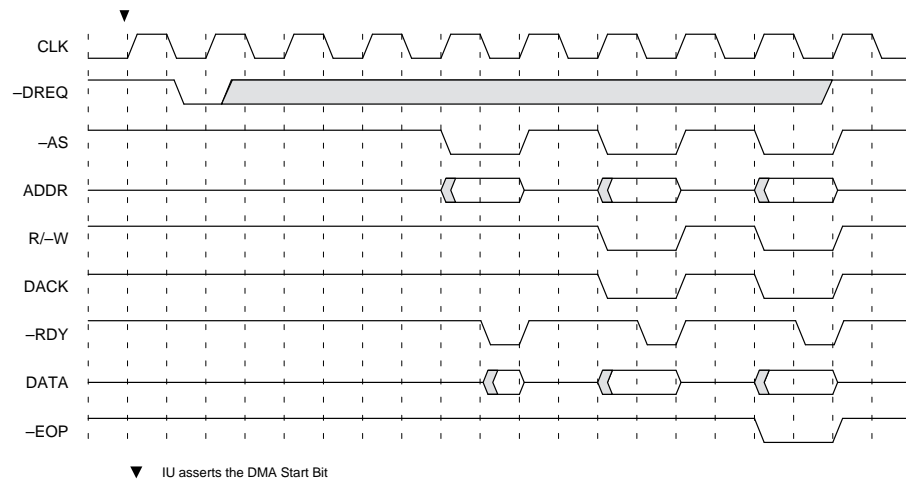 CLK
–DREQ
–AS
ADDR
R/–W
DACK
–RDY
DATA
–EOP
IU asserts the DMA Start Bit